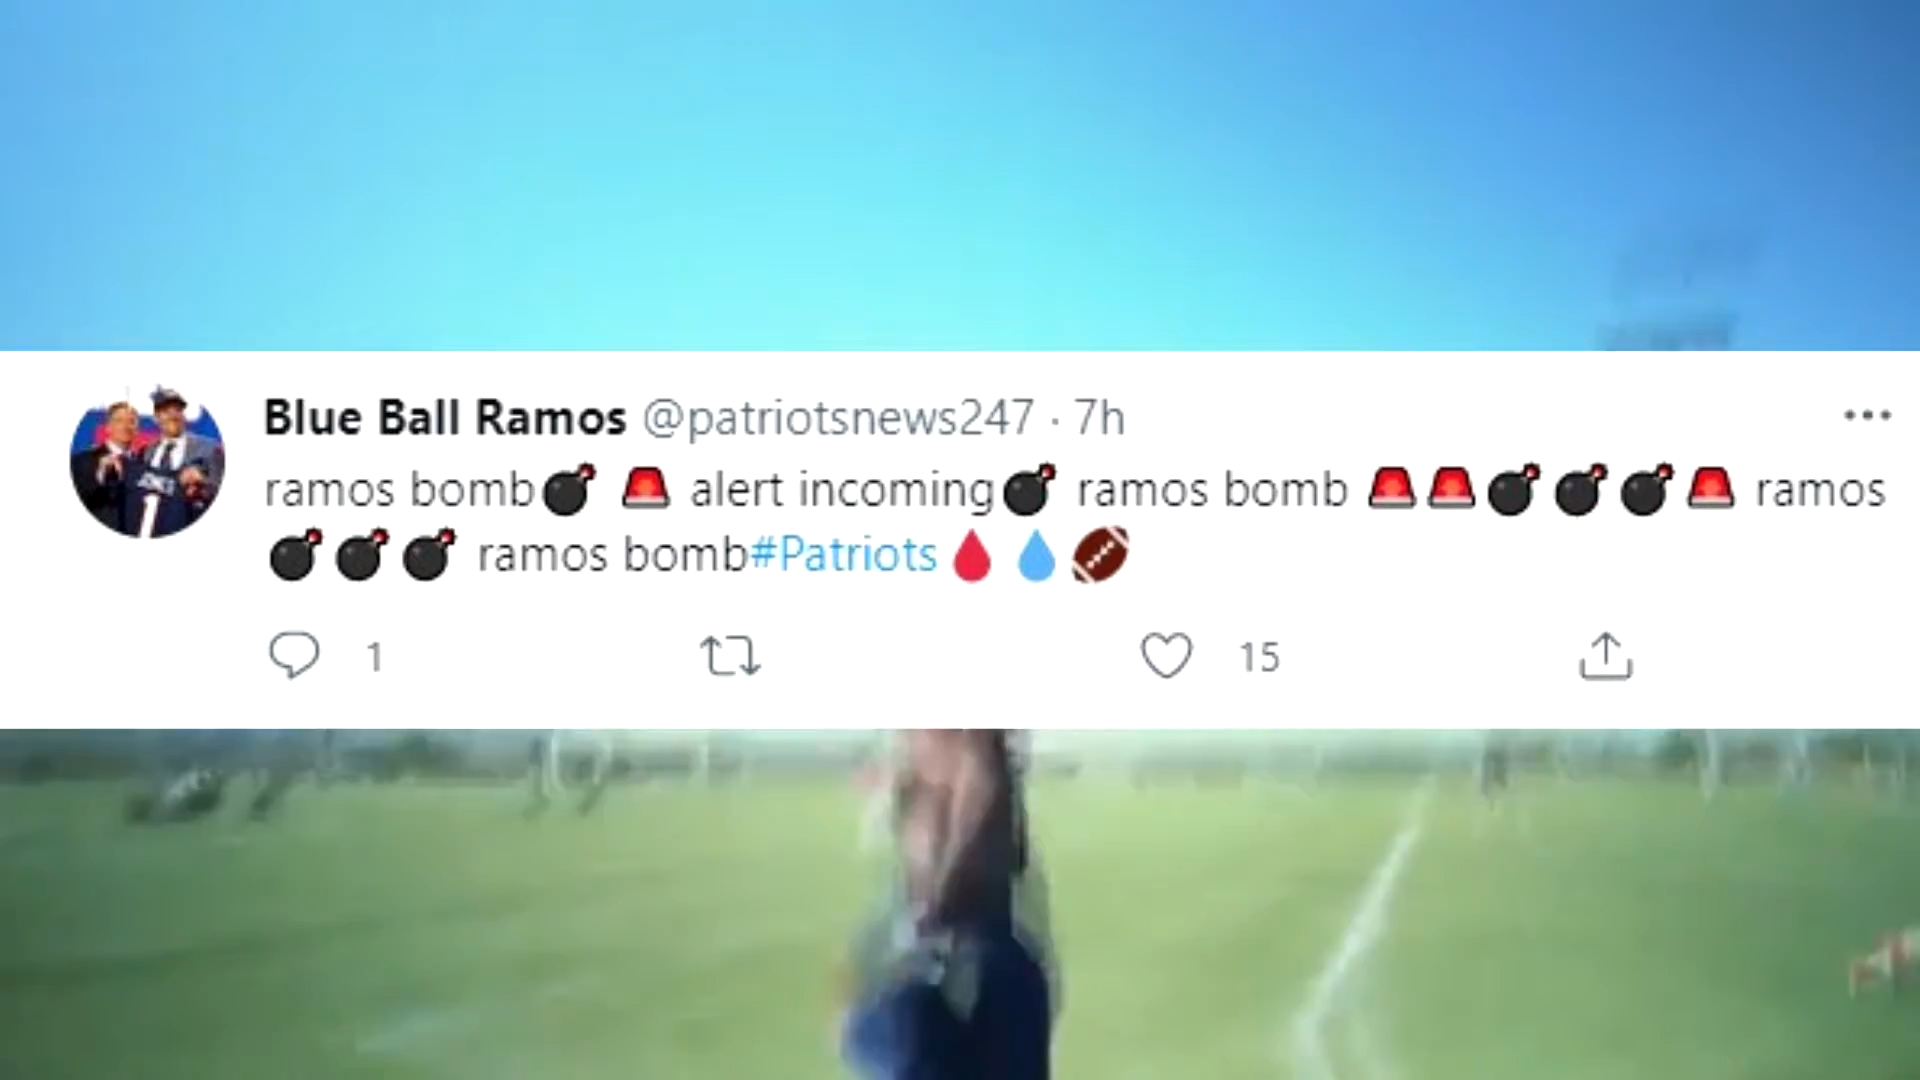 Blue Ball Ramos @patriotsnews247 · 7h
ramos bomb💣 🚨 alert incoming💣 ramos bomb 🚨🚨💣💣💣🚨 ramos
💣💣💣 ramos bomb#Patriots🩸💧🏈
1 15